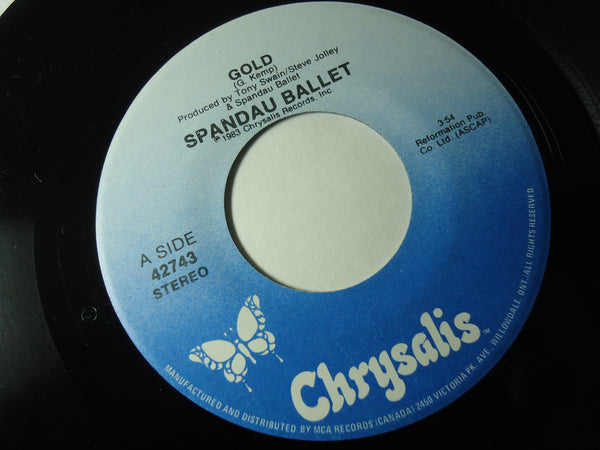 GOLD
(G. Kemp)
Produced by Tony Swain/Steve Jolley
& Spandau Ballet
SPANDAU BALLET
℗1983 Chrysalis Records, Inc.
3:54
Reformation Pub
Co Ltd. (ASCAP)
A SIDE
42743
STEREO
Chrysalis™
MANUFACTURED AND DISTRIBUTED BY MCA RECORDS (CANADA) 2450 VICTORIA PK. AVE., WILLOWDALE, ONT. ALL RIGHTS RESERVED.